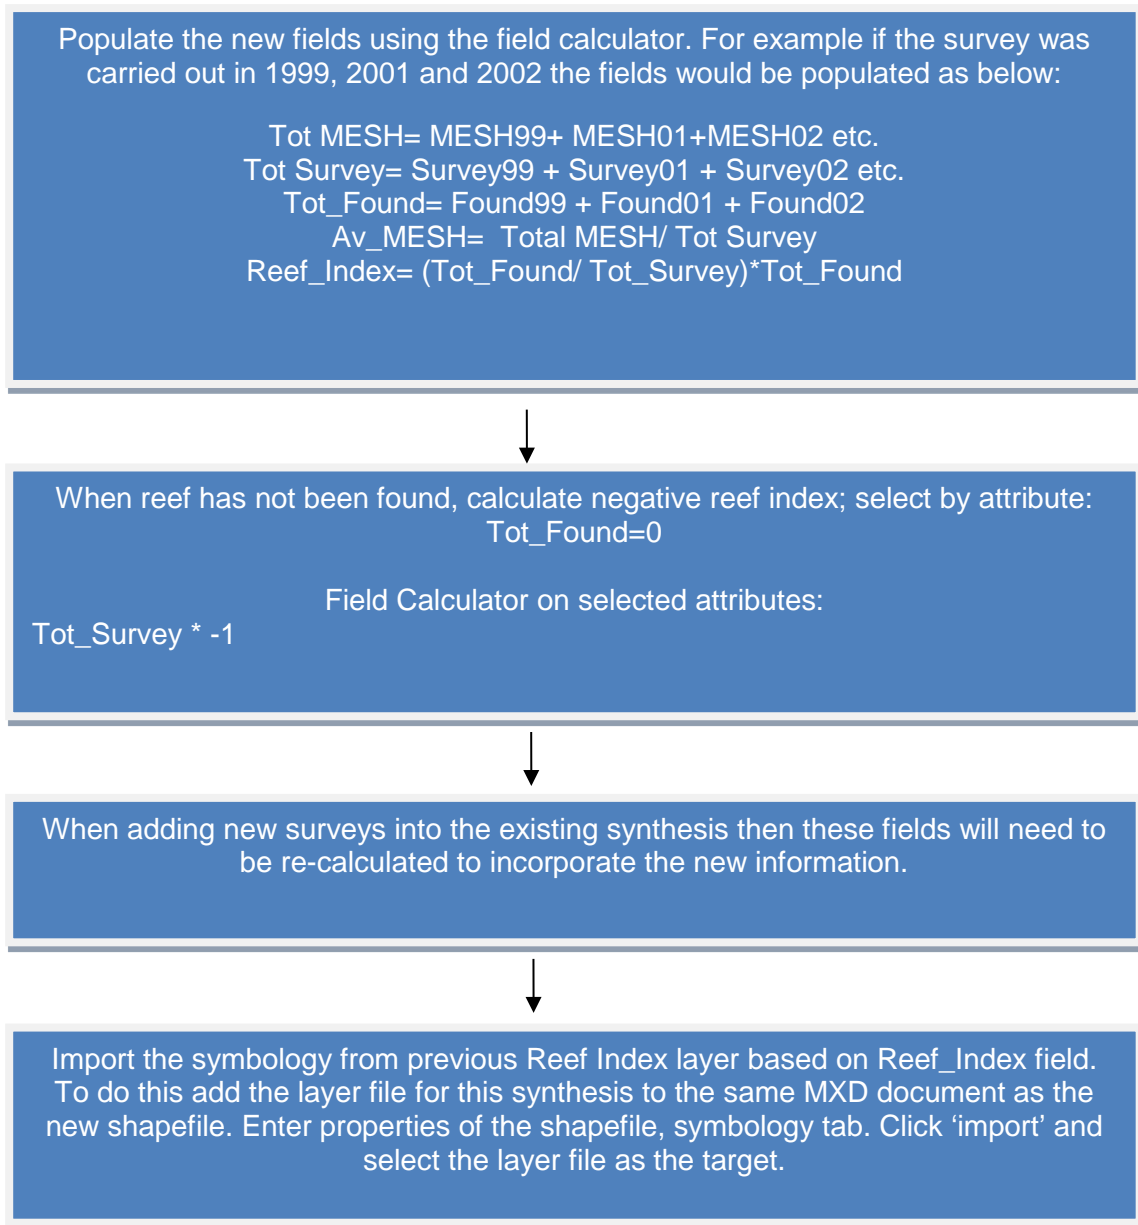 Populate the new fields using the field calculator. For example if the survey was
carried out in 1999, 2001 and 2002 the fields would be populated as below:
Tot MESH= MESH99+ MESH01+MESH02 etc.
Tot Survey= Survey99 + Survey01 + Survey02 etc.
Tot_Found= Found99 + Found01 + Found02
Av_MESH=  Total MESH/ Tot Survey
Reef_Index= (Tot_Found/ Tot_Survey)*Tot_Found
When reef has not been found, calculate negative reef index; select by attribute:
Tot_Found=0
Field Calculator on selected attributes:
Tot_Survey * -1
When adding new surveys into the existing synthesis then these fields will need to
be re-calculated to incorporate the new information.
Import the symbology from previous Reef Index layer based on Reef_Index field.
To do this add the layer file for this synthesis to the same MXD document as the
new shapefile. Enter properties of the shapefile, symbology tab. Click ‘import’ and
select the layer file as the target.